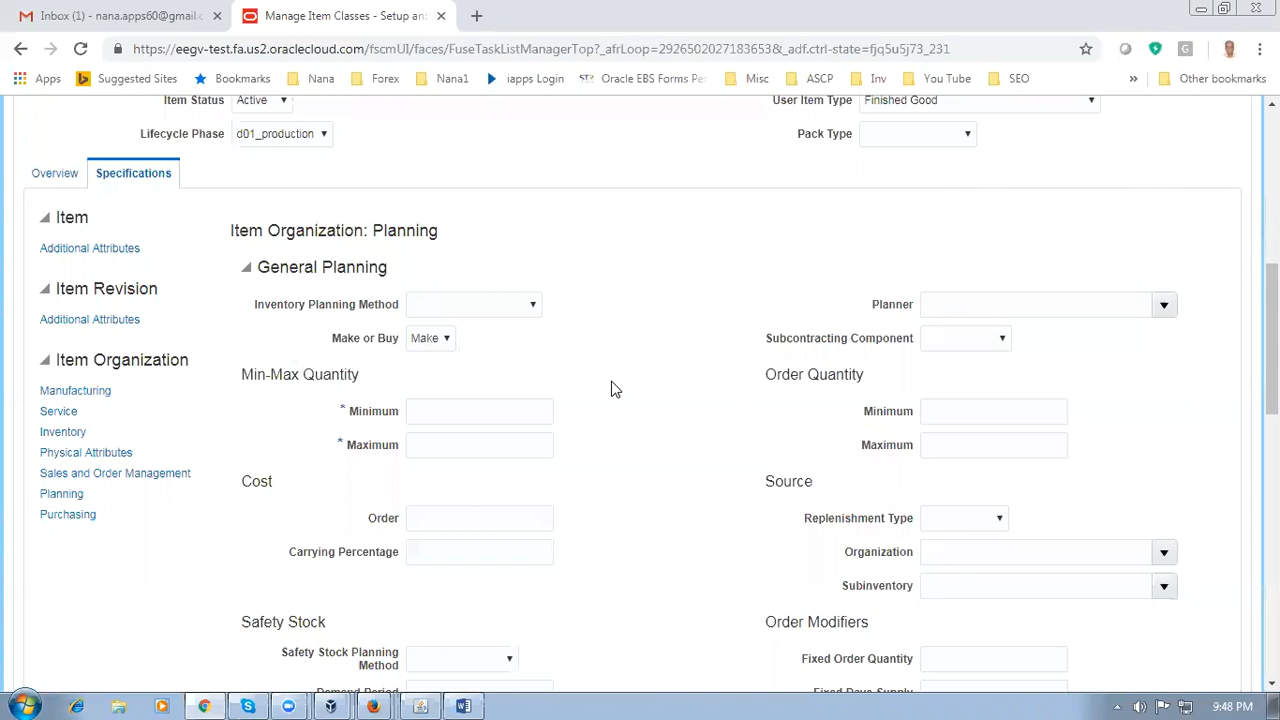 Inbox (1) - nana.apps60@gmail.c
Manage Item Classes - Setup and
https://eegv-test.fa.us2.oraclecloud.com/fscmUI/faces/FuseTaskListManagerTop?_afrLoop=2926502027183653&_adf.ctrl-state=fjq5u5j73_231
Apps Suggested Sites Bookmarks Nana Forex Nana1 iapps Login Oracle EBS Forms Pe Misc ASCP Inv You Tube SEO » Other bookmarks
Item Status Active User Item Type Finished Good
Lifecycle Phase d01_production Pack Type
Overview Specifications
Item
Additional Attributes
Item Revision
Additional Attributes
Item Organization
Manufacturing
Service
Inventory
Physical Attributes
Sales and Order Management
Planning
Purchasing
Item Organization: Planning
General Planning
Inventory Planning Method Planner
Make or Buy Make Subcontracting Component
Min-Max Quantity Order Quantity
* Minimum Minimum
* Maximum Maximum
Cost Source
Order Replenishment Type
Carrying Percentage Organization
Subinventory
Safety Stock Order Modifiers
Safety Stock Planning
Method
Fixed Order Quantity
Demand Period Fixed Days Supply
9:48 PM